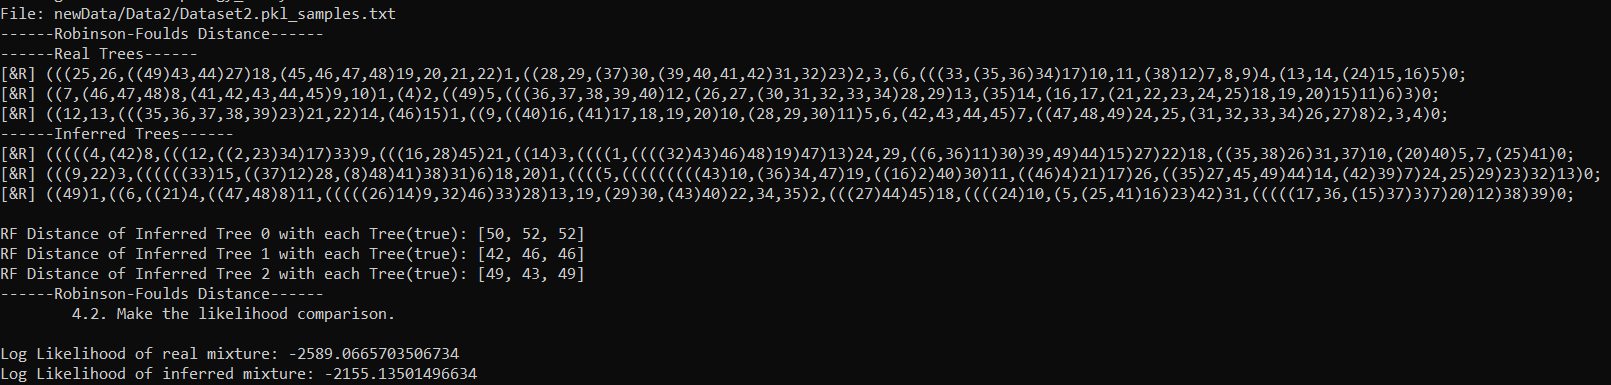 File: newData/Data2/Dataset2.pkl_samples.txt
------Robinson-Foulds Distance------
------Real Trees------
[&R] (((25,26,((49)43,44)27)18,(45,46,47,48)19,20,21,22)1,((28,29,(37)30,(39,40,41,42)31,32)23)2,3,(6,(((33,(35,36)34)17)10,11,(38)12)7,8,9)4,(13,14,(24)15,16)5)0;
[&R] ((7,(46,47,48)8,(41,42,43,44,45)9,10)1,(4)2,((49)5,(((36,37,38,39,40)12,(26,27,(30,31,32,33,34)28,29)13,(35)14,(16,17,(21,22,23,24,25)18,19,20)15)11)6)3)0;
[&R] ((12,13,(((35,36,37,38,39)23)21,22)14,(46)15)1,((9,((40)16,(41)17,18,19,20)10,(28,29,30)11)5,6,(42,43,44,45)7,((47,48,49)24,25,(31,32,33,34)26,27)8)2,3,4)0;
------Inferred Trees------
[&R] (((((4,(42)8,(((12,((2,23)34)17)33)9,(((16,28)45)21,((14)3,((((1,((((32)43)46)48)19)47)13)24,29,((6,36)11)30)39,49)44)15)27)22)18,((35,38)26)31,37)10,(20)40)5,7,(25)41)0;
[&R] (((9,22)3,((((((33)15,((37)12)28,(8)48)41)38)31)6)18,20)1,((((5,(((((((((43)10,(36)34,47)19,((16)2)40)30)11,((46)4)21)17)26,((35)27,45,49)44)14,(42)39)7)24,25)29)23)32)13)0;
[&R] ((49)1,((6,((21)4,((47,48)8)11,(((((26)14)9,32)46)33)28)13,19,(29)30,(43)40)22,34,35)2,(((27)44)45)18,((((24)10,(5,(25,41)16)23)42)31,(((((17,36,(15)37)3)7)20)12)38)39)0;

RF Distance of Inferred Tree 0 with each Tree(true): [50, 52, 52]
RF Distance of Inferred Tree 1 with each Tree(true): [42, 46, 46]
RF Distance of Inferred Tree 2 with each Tree(true): [49, 43, 49]
------Robinson-Foulds Distance------
4.2. Make the likelihood comparison.

Log Likelihood of real mixture: -2589.0665703506734
Log Likelihood of inferred mixture: -2155.13501496634